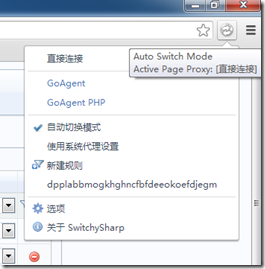 直接连接
Auto Switch Mode
Active Page Proxy: [直接连接]
GoAgent
GoAgent PHP
自动切换模式
使用系统代理设置
新建规则
dpplabbmogkhghncfbfdeeokoefdjegm
选项
关于 SwitchySharp